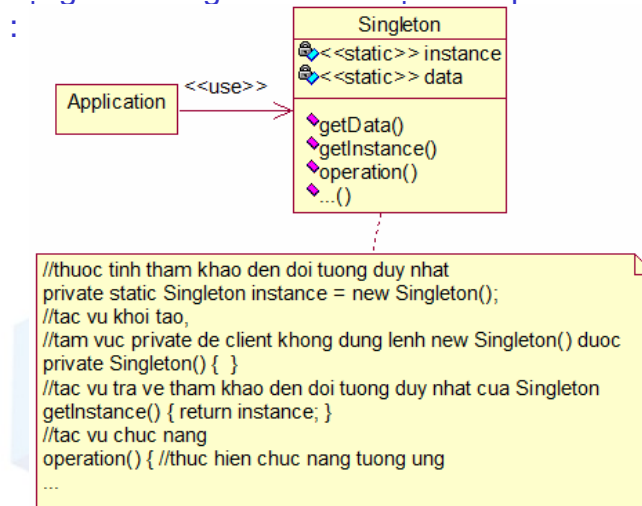 :
Singleton
<<static>> instance
<<static>> data
<<use>>
Application
getData()
getInstance()
operation()
...()
//thuoc tinh tham khao den doi tuong duy nhat
private static Singleton instance = new Singleton();
//tac vu khoi tao,
//tam vuc private de client khong dung lenh new Singleton() duoc
private Singleton() { }
//tac vu tra ve tham khao den doi tuong duy nhat cua Singleton
getInstance() { return instance; }
//tac vu chuc nang
operation() { //thuc hien chuc nang tuong ung
...